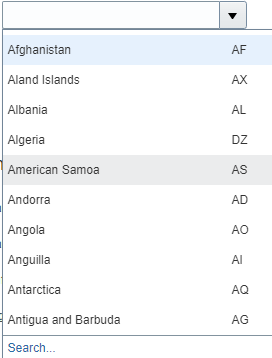 Afghanistan AF
Aland Islands AX
Albania AL
Algeria DZ
American Samoa AS
Andorra AD
Angola AO
Anguilla AI
Antarctica AQ
Antigua and Barbuda AG
Search...